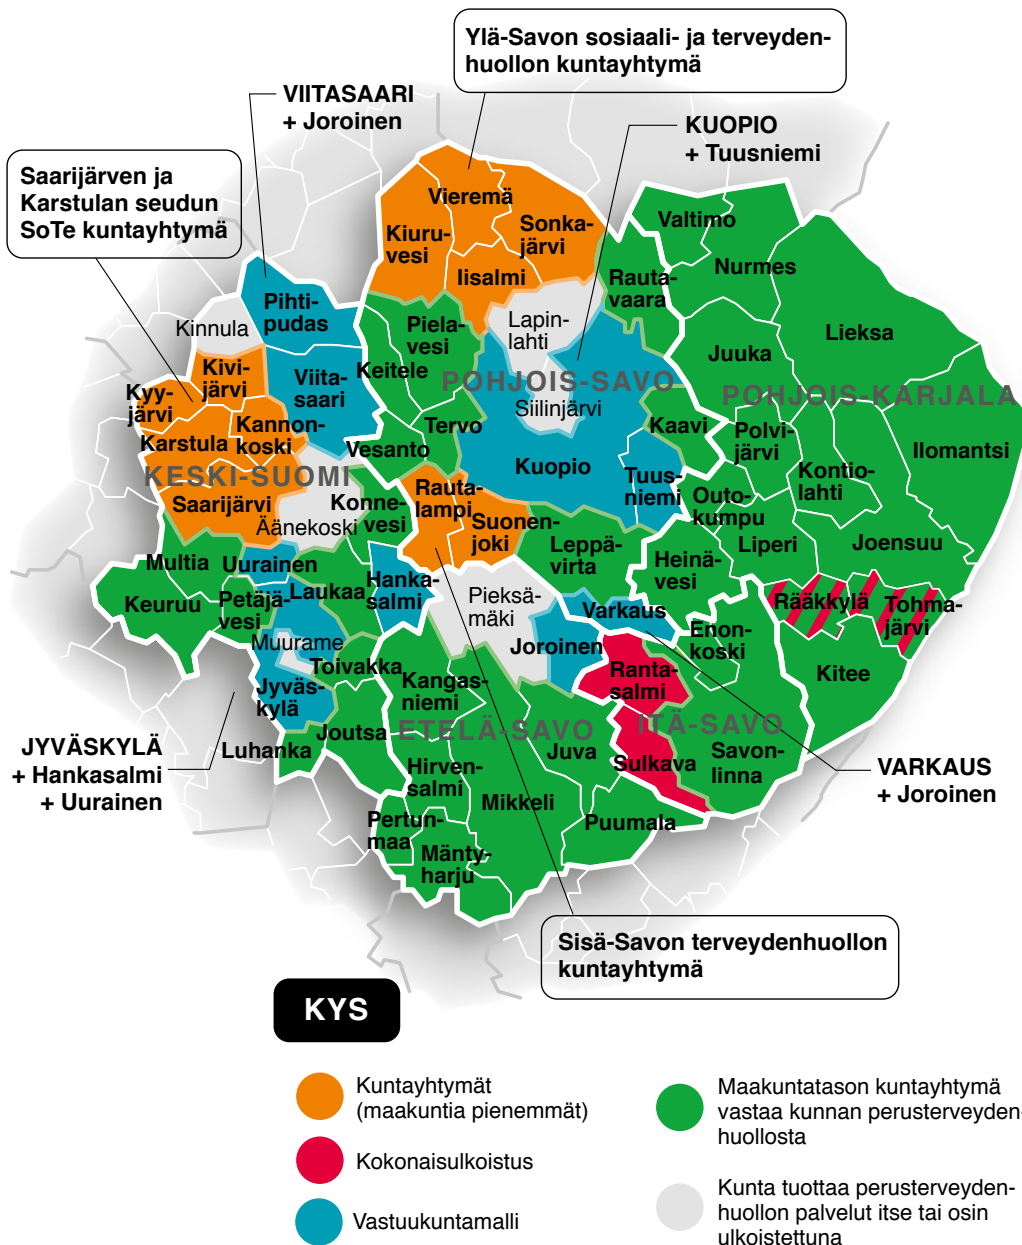 Ylä-Savon sosiaali- ja terveyden-
huollon kuntayhtymä
VIITASAARI
+ Joroinen
KUOPIO
+ Tuusniemi
Saarijärven ja
Karstulan seudun
SoTe kuntayhtymä
Vieremä
Kiuru-
vesi
Sonka-
järvi
Iisalmi
Valtimo
Nurmes
Rauta-
vaara
Lieksa
Pihti-
pudas
Kinnula
Piela-
vesi
Lapin-
lahti
Juuka
Keitele
Kivi-
järvi
Viita-
saari
POHJOIS-SAVO
POHJOIS-KARJALA
Kyy-
järvi
Siilinjärvi
Kannon-
koski
Karstula
Tervo
Kaavi
Polvi-
järvi
Ilomantsi
Vesanto
Kuopio
Kontio-
lahti
KESKI-SUOMI
Tuus-
niemi
Saarijärvi
Äänekoski
Konne-
vesi
Rauta-
lampi
Suonen-
joki
Outo-
kumpu
Liperi
Joensuu
Leppä-
virta
Heinä-
vesi
Multia
Uurainen
Laukaa
Hanka-
salmi
Keuruu
Petäjä-
vesi
Pieksä-
mäki
Varkaus
Rääkkylä
Tohma-
järvi
Muurame
Toivakka
Joroinen
Enon-
koski
Kitee
Jyväs-
kylä
Kangas-
niemi
Ranta-
salmi
ETELÄ-SAVO
ITÄ-SAVO
Luhanka
Joutsa
Juva
Sulkava
Savon-
linna
JYVÄSKYLÄ
+ Hankasalmi
+ Uurainen
Hirven-
salmi
Mikkeli
Puumala
VARKAUS
+ Joroinen
Pertun-
maa
Mänty-
harju
Sisä-Savon terveydenhuollon
kuntayhtymä
KYS
Kuntayhtymät
(maakuntia pienemmät)
Kokonaisulkoistus
Vastuukuntamalli
Maakuntatason kuntayhtymä
vastaa kunnan perusterveyden-
huollosta
Kunta tuottaa perusterveyden-
huollon palvelut itse tai osin
ulkoistettuna